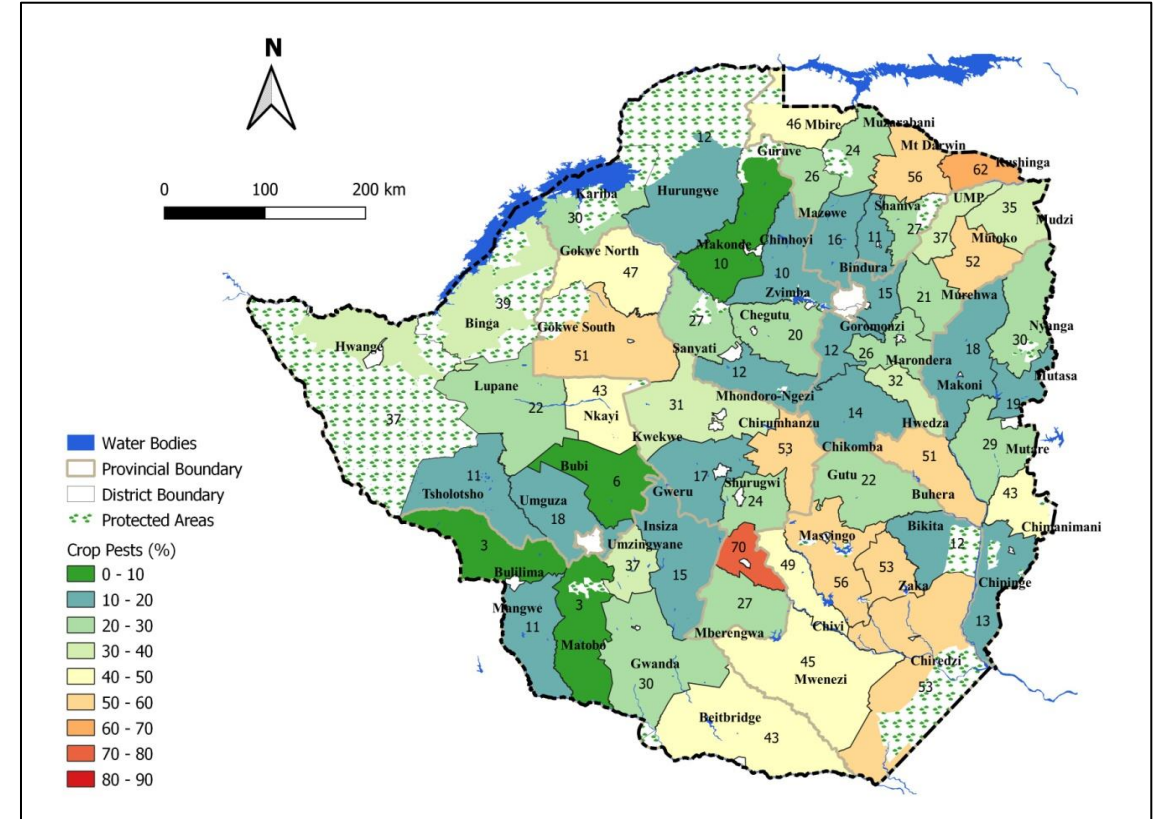 N
0 100 200 km
46 Mbire
Muzarabani
24
Mt Darwin
56
Rushinga
62
12
Guruve
26
Kariba
30
Hurungwe
Mazowe
16
Shamva
27
11
UMP
37
35
Mudzi
Mutoko
52
Gokwe North
47
Makonde
10
Chinhoyi
10
Bindura
Zvimba
15
21
Murehwa
39
Binga
Gokwe South
51
27
Sanyati
Chegutu
20
Goromonzi
12
26
Marondera
32
18
Makoni
Nyanga
30
Mutasa
19
Hwange
37
Lupane
22
43
Nkayi
12
Mhondoro-Ngezi
31
Kwekwe
Chirumhanzu
53
14
Chikomba
Hwedza
51
Buhera
29
Mutare
Bubi
6
11
Tsholotsho
Umguza
18
Gweru
17
Shurugwi
24
Gutu
22
43
Chimanimani
Insiza
15
Umzingwane
37
70
49
Masvingo
56
53
Zaka
Bikita
12
Chipinge
13
3
Bulilima
Mangwe
11
3
Matobo
27
Mberengwa
Chivi
Gwanda
30
45
Mwenezi
Chiredzi
53
Beitbridge
43
Water Bodies
Provincial Boundary
District Boundary
Protected Areas
Crop Pests (%)
0 - 10
10 - 20
20 - 30
30 - 40
40 - 50
50 - 60
60 - 70
70 - 80
80 - 90